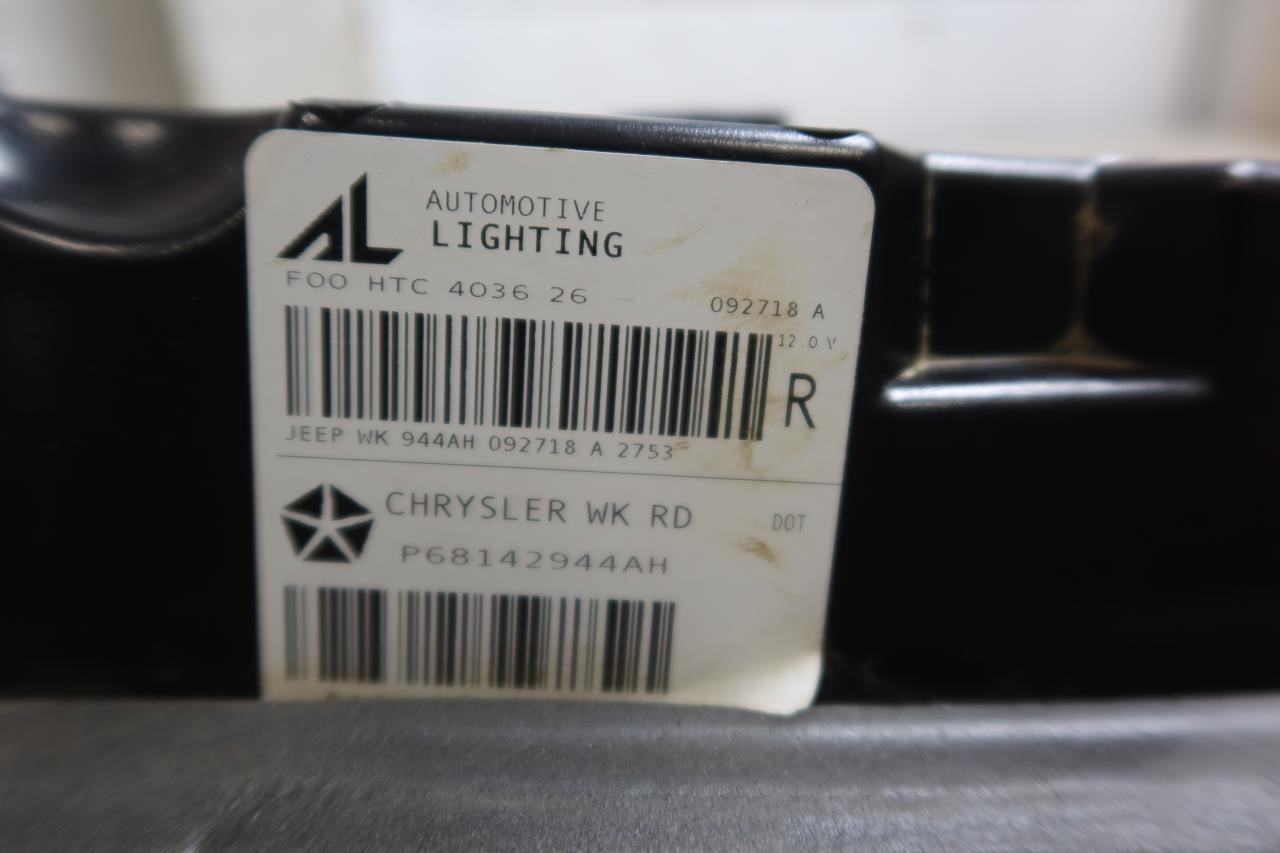 AL AUTOMOTIVE
LIGHTING
FOO HTC 4036 26
092718 A
12.0 V
R
JEEP WK 944AH 092718 A 2753
CHRYSLER WK RD
DOT
P68142944AH